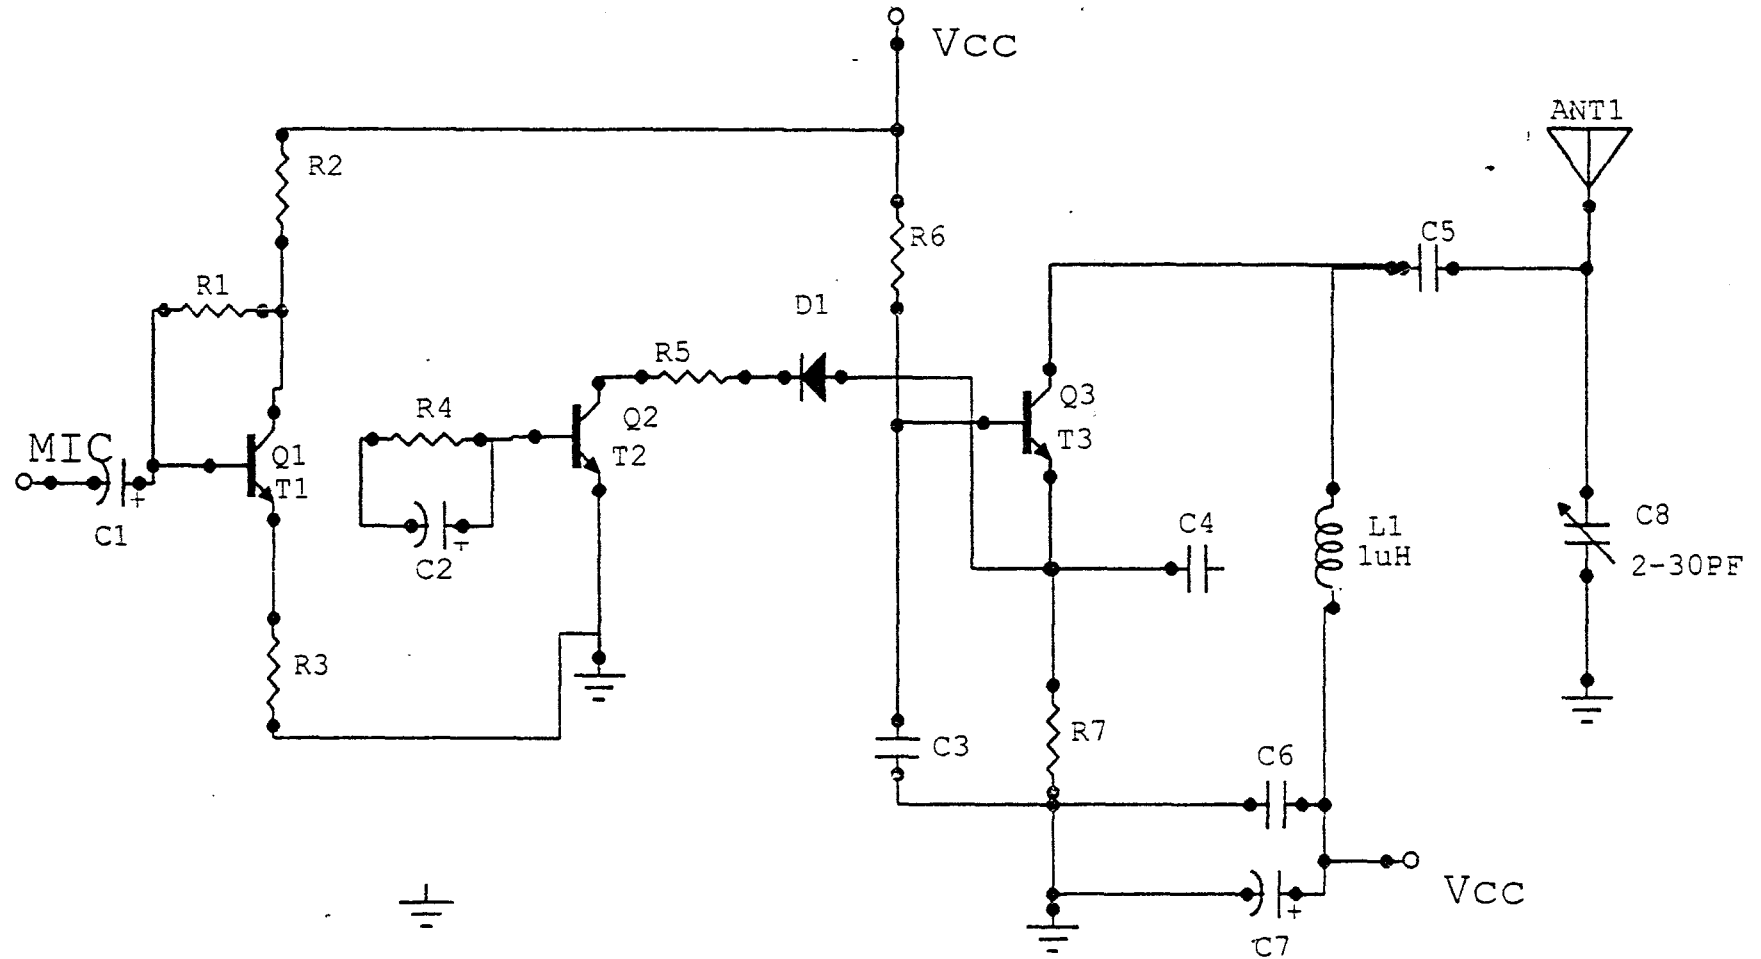 Vcc
ANT1
R2
R6
C5
R1
D1
R5
Q3
R4
Q2
T3
MIC
Q1
T2
T1
C1
+
C2
+
C4
L1
1uH
C8
2-30PF
R3
R7
C3
C6
Vcc
+
C7